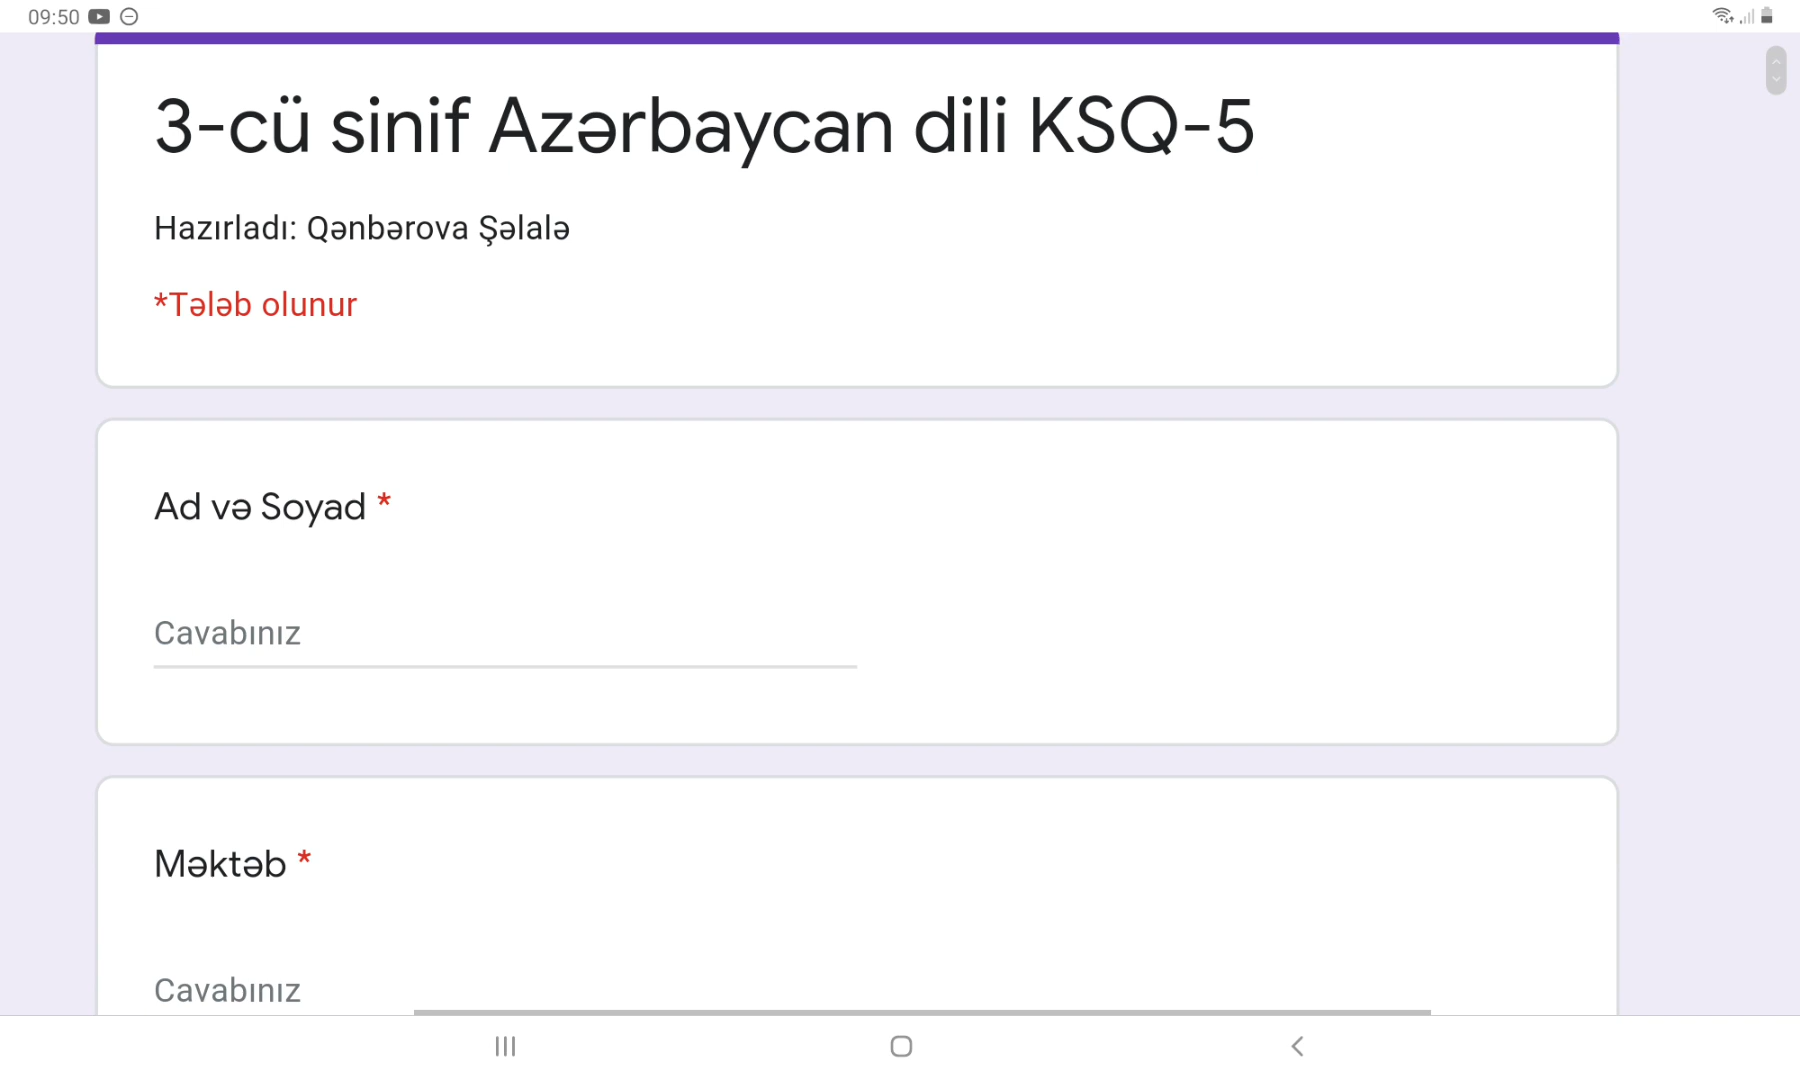 09:50
3-cü sinif Azərbaycan dili KSQ-5
Hazırladı: Qənbərova Şəlalə
*Tələb olunur
Ad və Soyad *
Cavabınız
Məktəb *
Cavabınız